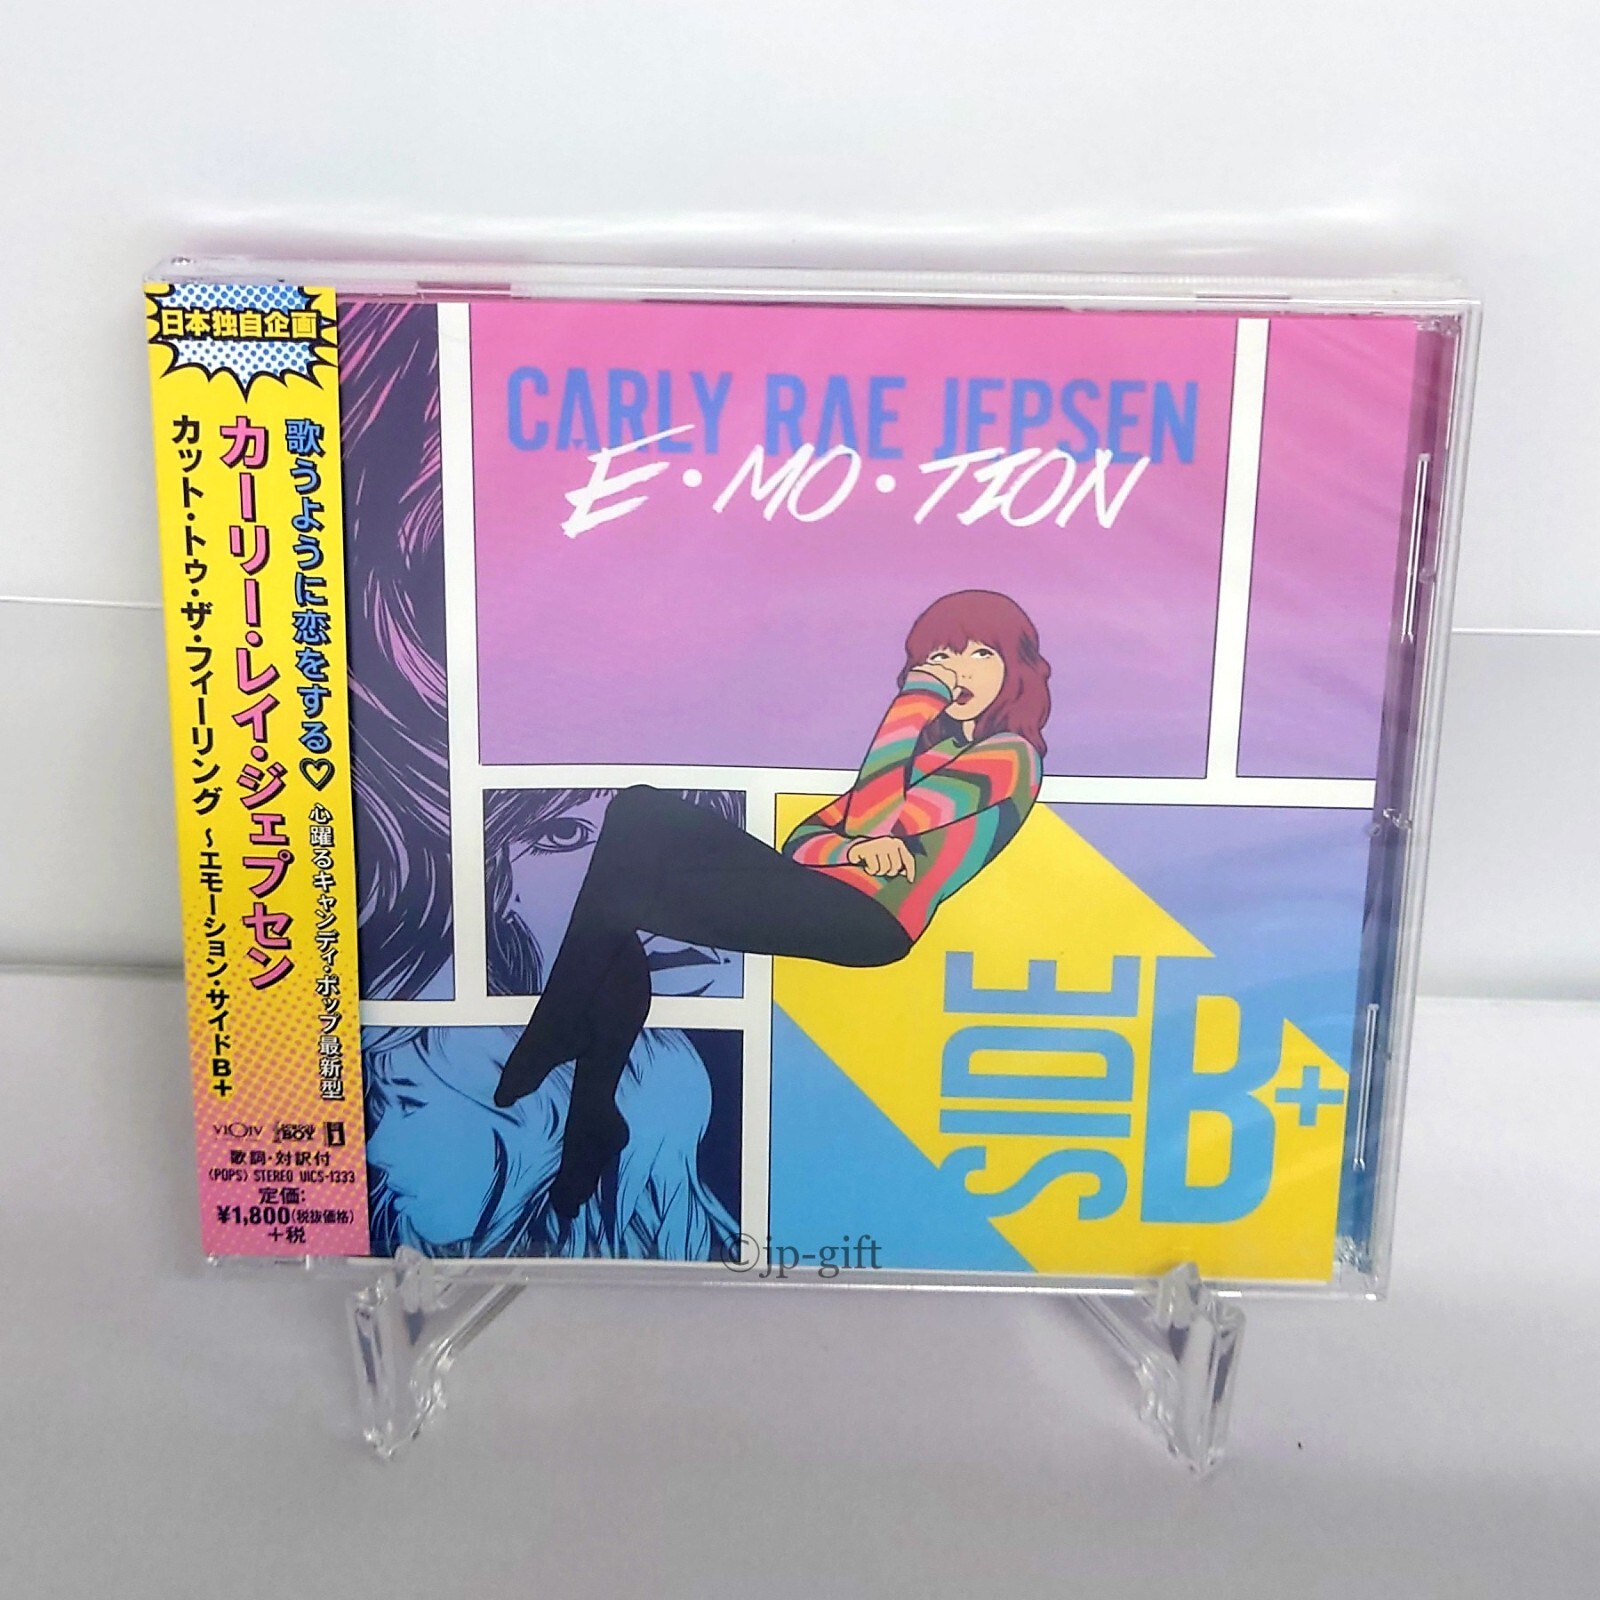 日本独自企画
歌うように恋をする♡ 心躍るキャンディ・ポップ最新型
カーリー・レイ・ジェプセン
カット・トゥ・ザ・フィーリング ～エモーション・サイドB+
歌詞・対訳付
(POPS) STEREO UICS-1333
定価:
¥1,800(税抜価格)
+税
CARLY RAE JEPSEN
E•MO•TION
SIDE
B+
©jp-gift